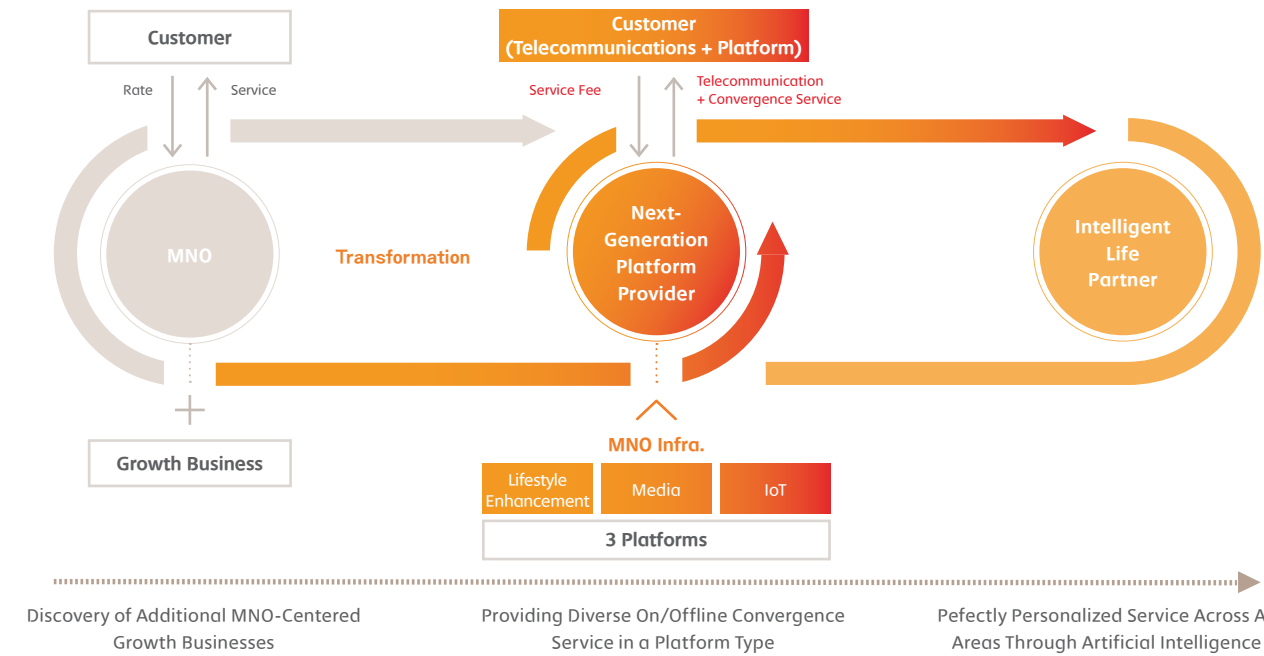 Customer
Rate
Service
Customer
(Telecommunications + Platform)
Service Fee
Telecommunication
+ Convergence Service
MNO
Transformation
Next-
Generation
Platform
Provider
Intelligent
Life
Partner
Growth Business
MNO Infra.
Lifestyle
Enhancement
Media
IoT
3 Platforms
Discovery of Additional MNO-Centered
Growth Businesses
Providing Diverse On/Offline Convergence
Service in a Platform Type
Pefectly Personalized Service Across
Areas Through Artificial Intelligence